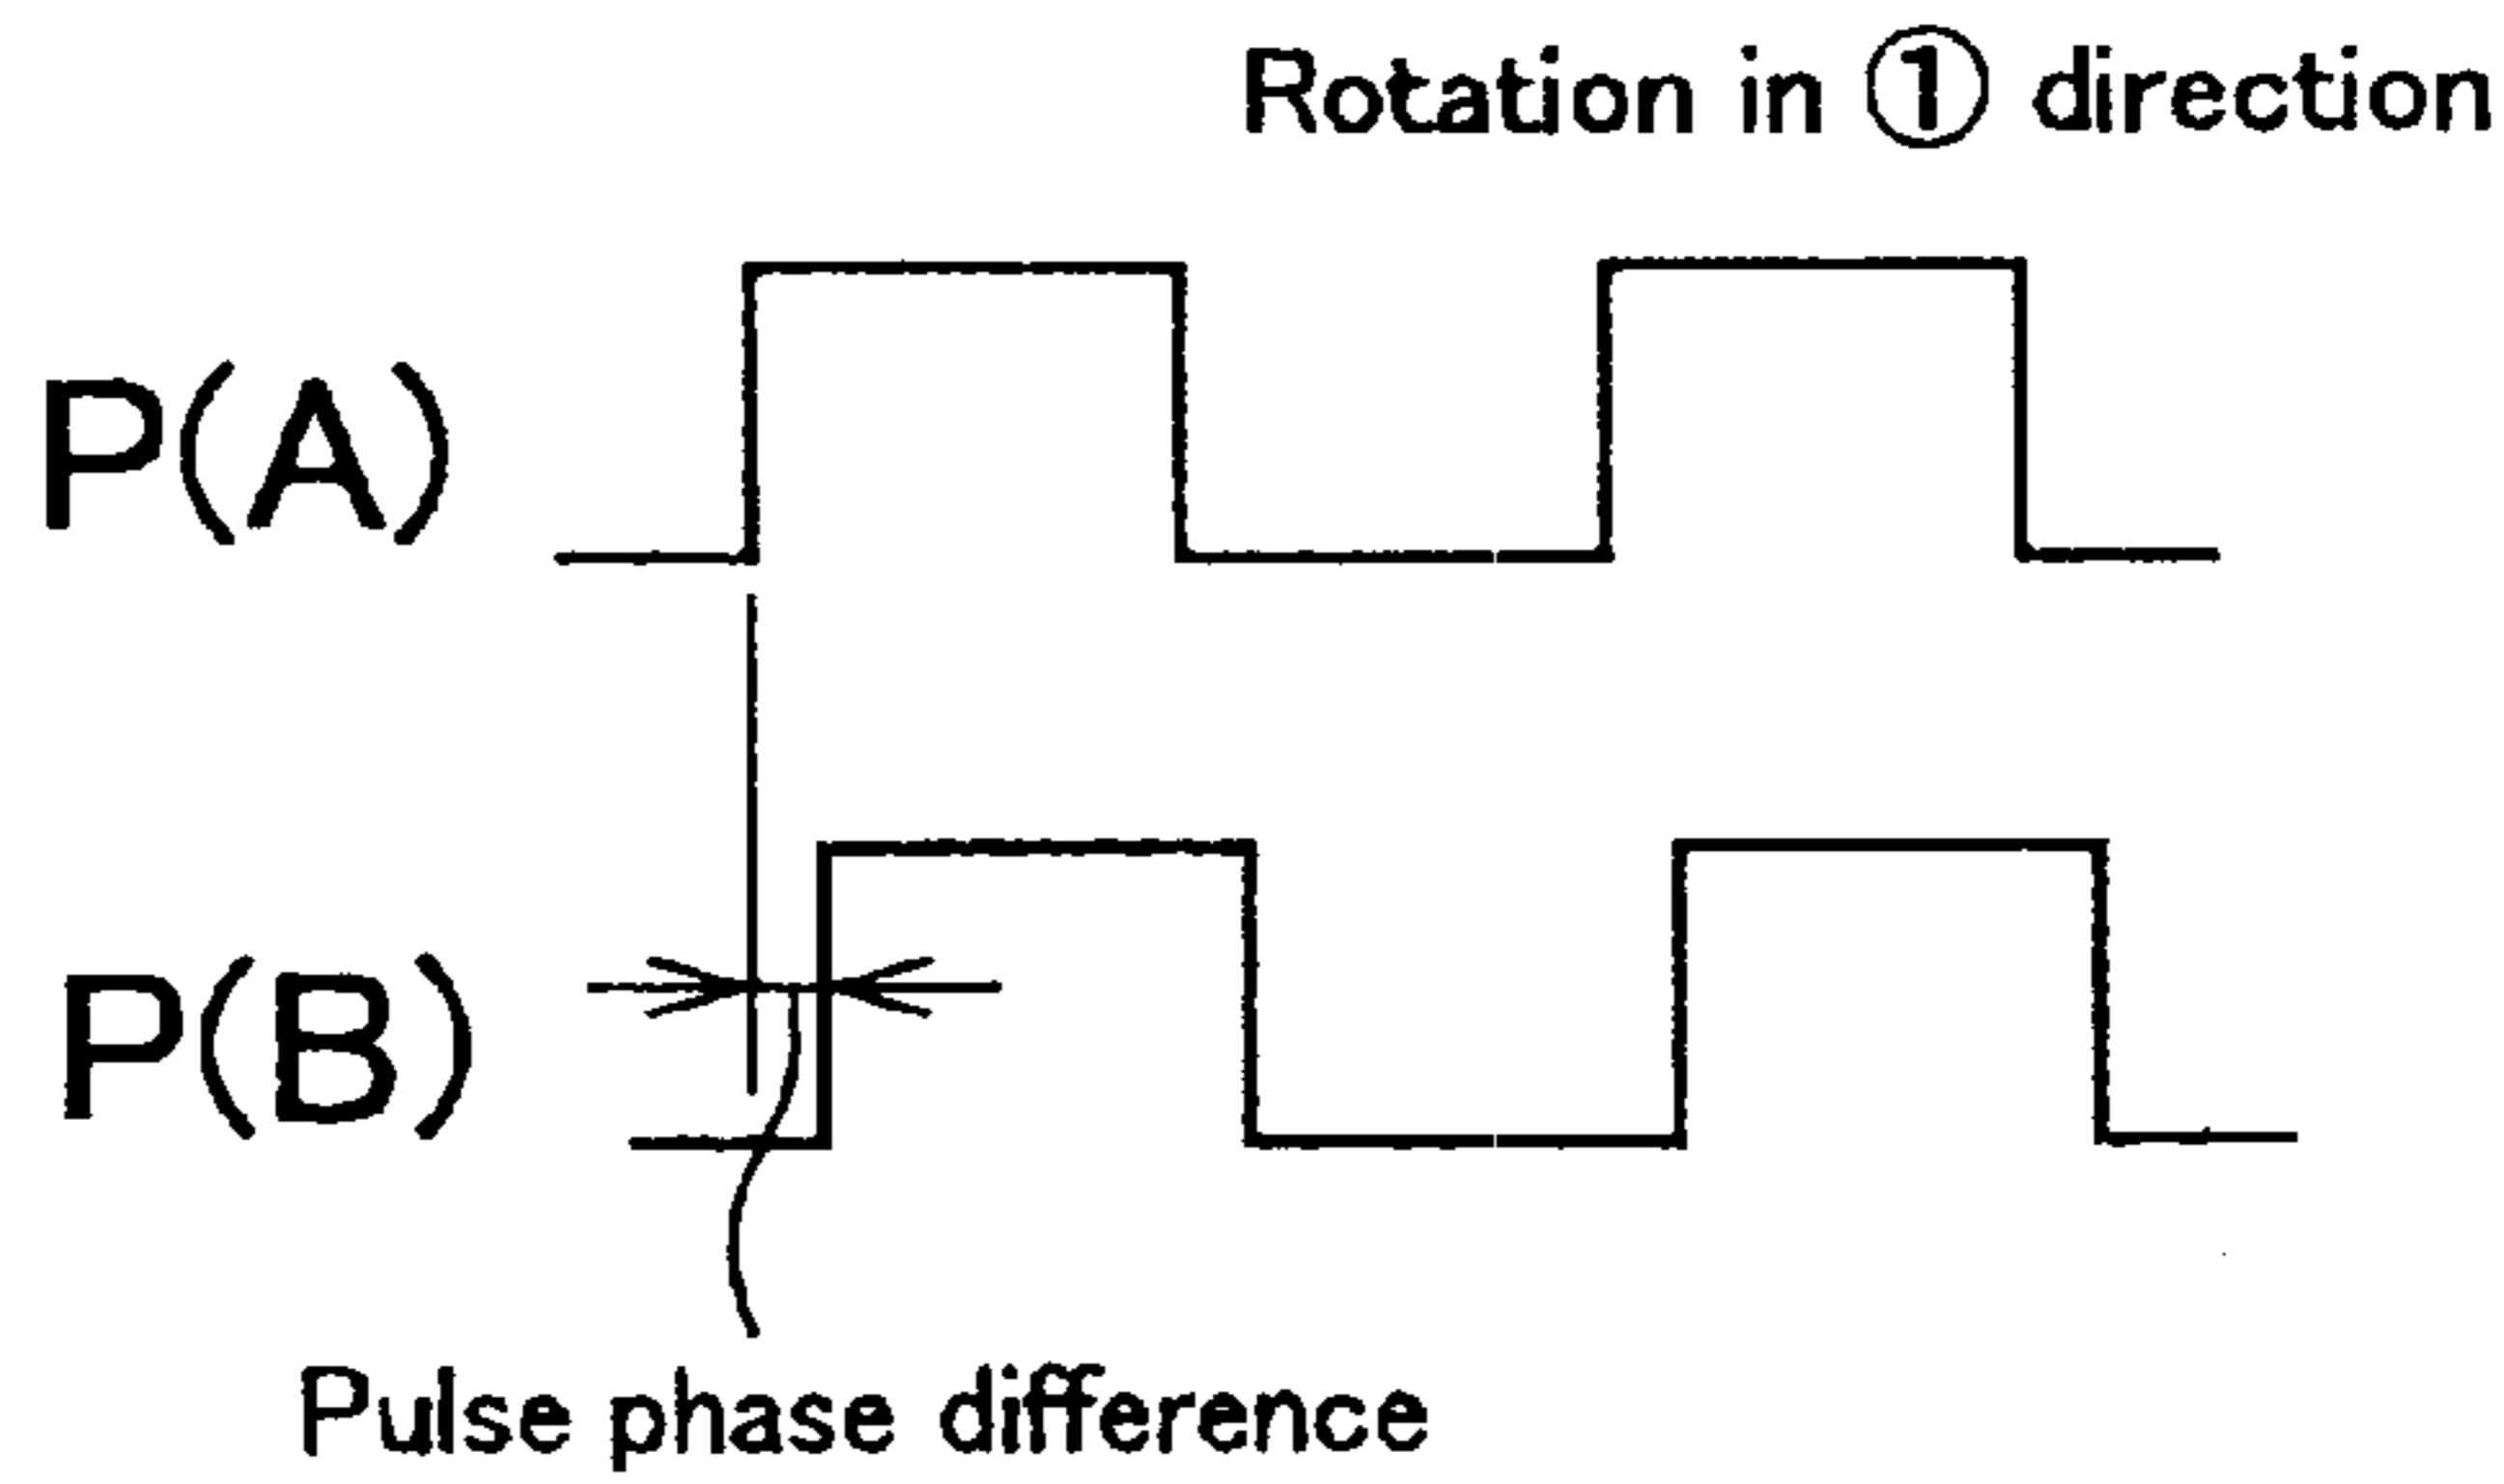 Rotation in ① direction
P(A)
P(B)
Pulse phase difference